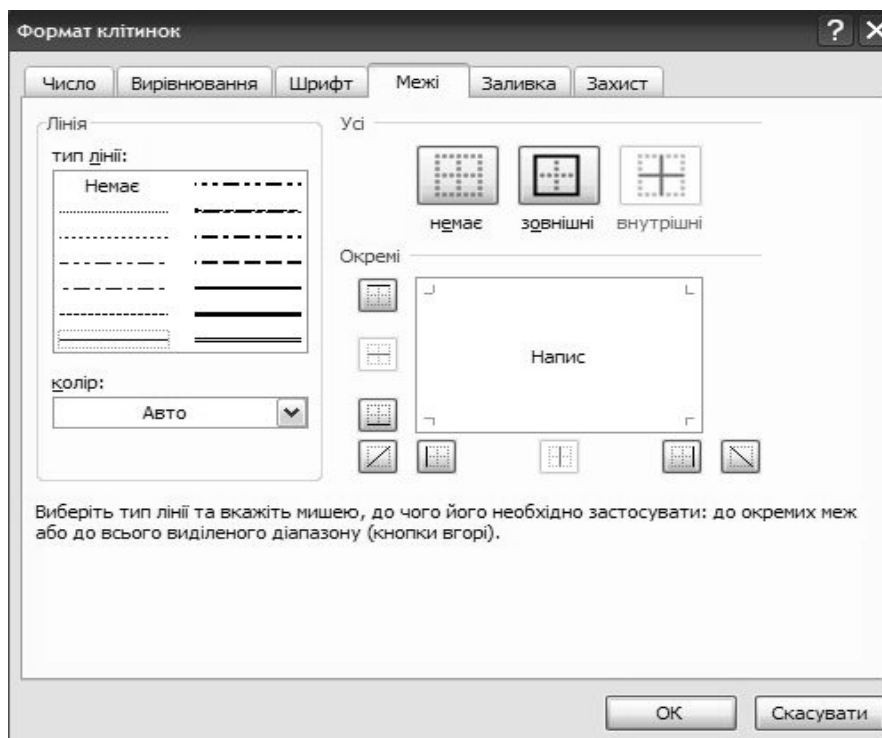 Формат клітинок
Число Вирівнювання Шрифт Межі Заливка Захист
Лінія
тип лінії:
Немає
колір:
Авто
Усі
немає зовнішні внутрішні
Окремі
Напис
Виберіть тип лінії та вкажіть мишею, до чого його необхідно застосувати: до окремих меж
або до всього виділеного діапазону (кнопки вгорі).
ОК Скасувати